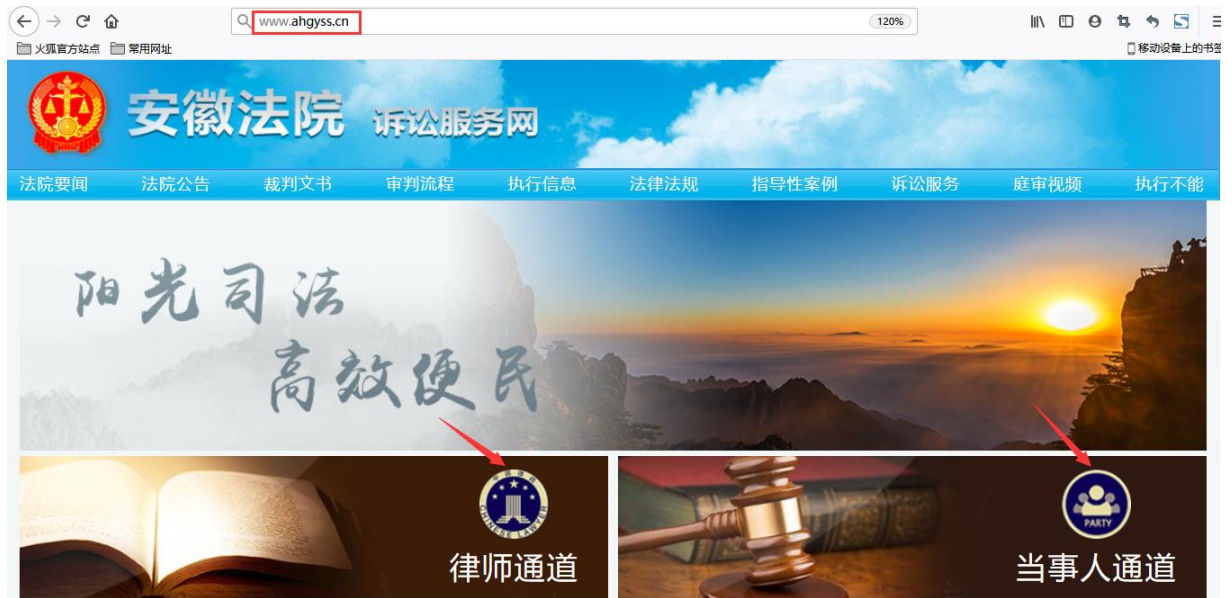 www.ahgyss.cn
120%
火狐官方站点 常用网址
移动设备上的书签
安徽法院 诉讼服务网
法院要闻 法院公告 裁判文书 审判流程 执行信息 法律法规 指导性案例 诉讼服务 庭审视频 执行不能
阳光司法
高效便民
CHINESE LAWYER
律师通道
PARTY
当事人通道